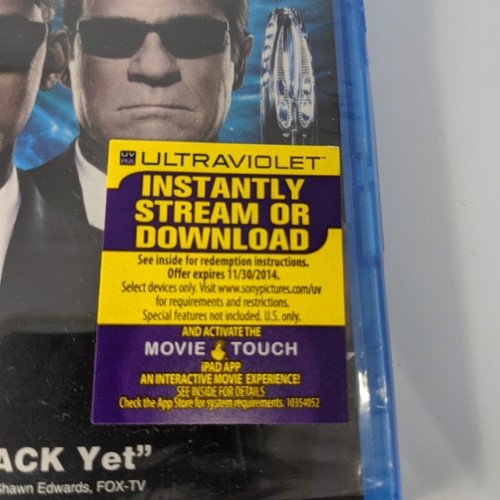 UV
ULTRAVIOLET™
INSTANTLY
STREAM OR
DOWNLOAD
See inside for redemption instructions.
Offer expires 11/30/2014.
Select devices only. Visit www.sonypictures.com/uv
for requirements and restrictions.
Special features not included. U.S. only.
AND ACTIVATE THE
MOVIE TOUCH
iPAD APP
AN INTERACTIVE MOVIE EXPERIENCE!
SEE INSIDE FOR DETAILS
Check the App Store for system requirements. 10354052
ACK Yet”
Shawn Edwards, FOX-TV